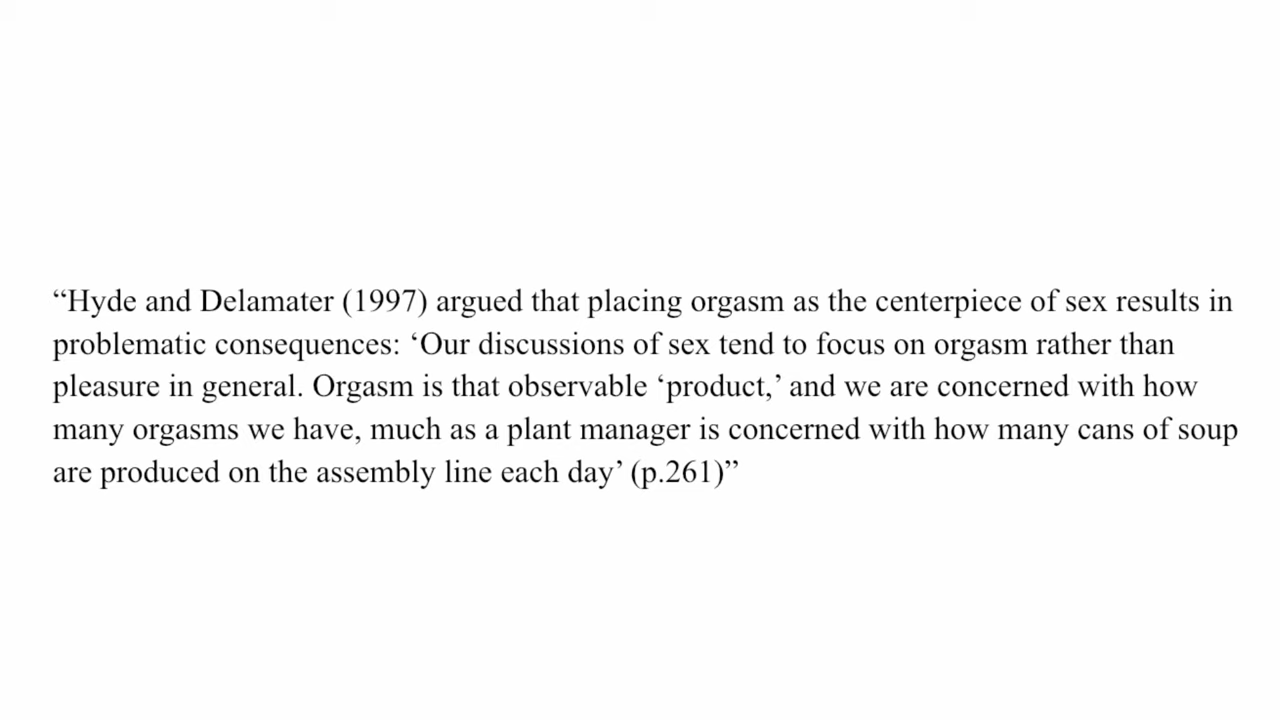 “Hyde and Delamater (1997) argued that placing orgasm as the centerpiece of sex results in
problematic consequences: ‘Our discussions of sex tend to focus on orgasm rather than
pleasure in general. Orgasm is that observable ‘product,’ and we are concerned with how
many orgasms we have, much as a plant manager is concerned with how many cans of soup
are produced on the assembly line each day’ (p.261)”